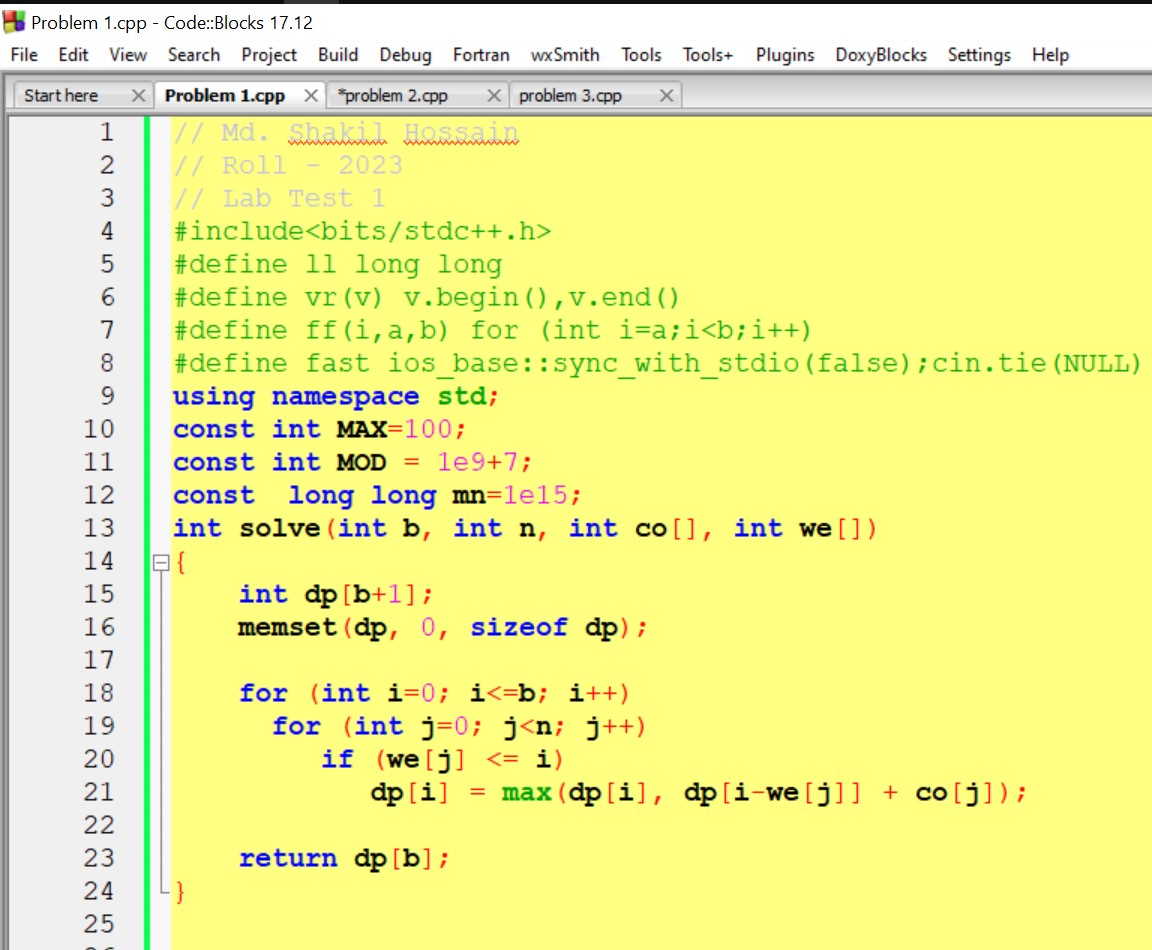 Problem 1.cpp - Code::Blocks 17.12
File Edit View Search Project Build Debug Fortran wxSmith Tools Tools+ Plugins DoxyBlocks Settings Help
Start here Problem 1.cpp *problem 2.cpp problem 3.cpp
1 // Md. Shakil Hossain
2 // Roll - 2023
3 // Lab Test 1
4 #include<bits/stdc++.h>
5 #define ll long long
6 #define vr(v) v.begin(),v.end()
7 #define ff(i,a,b) for (int i=a;i<b;i++)
8 #define fast ios_base::sync_with_stdio(false);cin.tie(NULL)
9 using namespace std;
10 const int MAX=100;
11 const int MOD = 1e9+7;
12 const  long long mn=1e15;
13 int solve(int b, int n, int co[], int we[])
14 {
15     int dp[b+1];
16     memset(dp, 0, sizeof dp);
17
18     for (int i=0; i<=b; i++)
19       for (int j=0; j<n; j++)
20          if (we[j] <= i)
21             dp[i] = max(dp[i], dp[i-we[j]] + co[j]);
22
23     return dp[b];
24 }
25